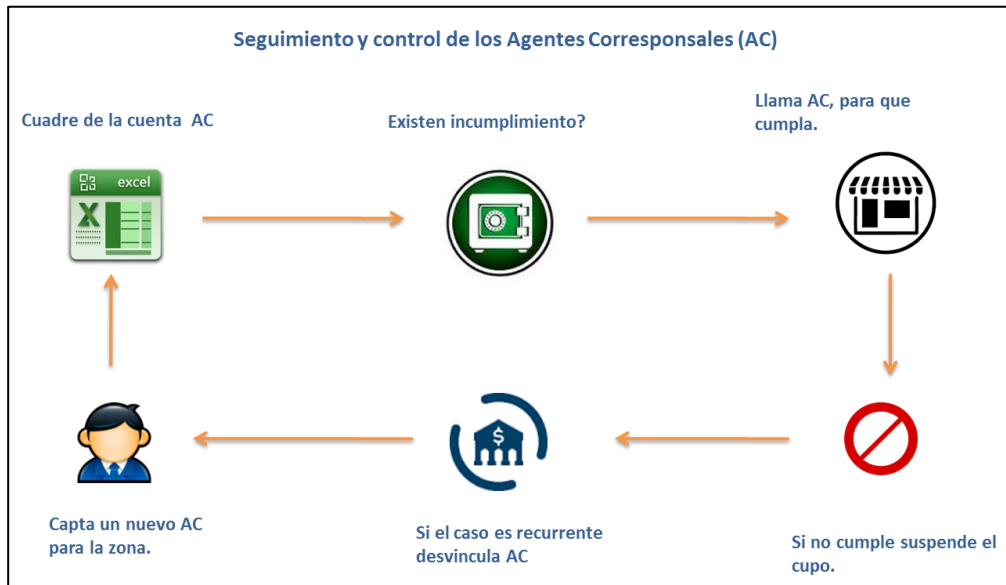 Seguimiento y control de los Agentes Corresponsales (AC)
Cuadre de la cuenta AC
Existen incumplimiento?
Llama AC, para que
cumpla.
excel
X
$
Capta un nuevo AC
para la zona.
Si el caso es recurrente
desvincula AC
Si no cumple suspende el
cupo.